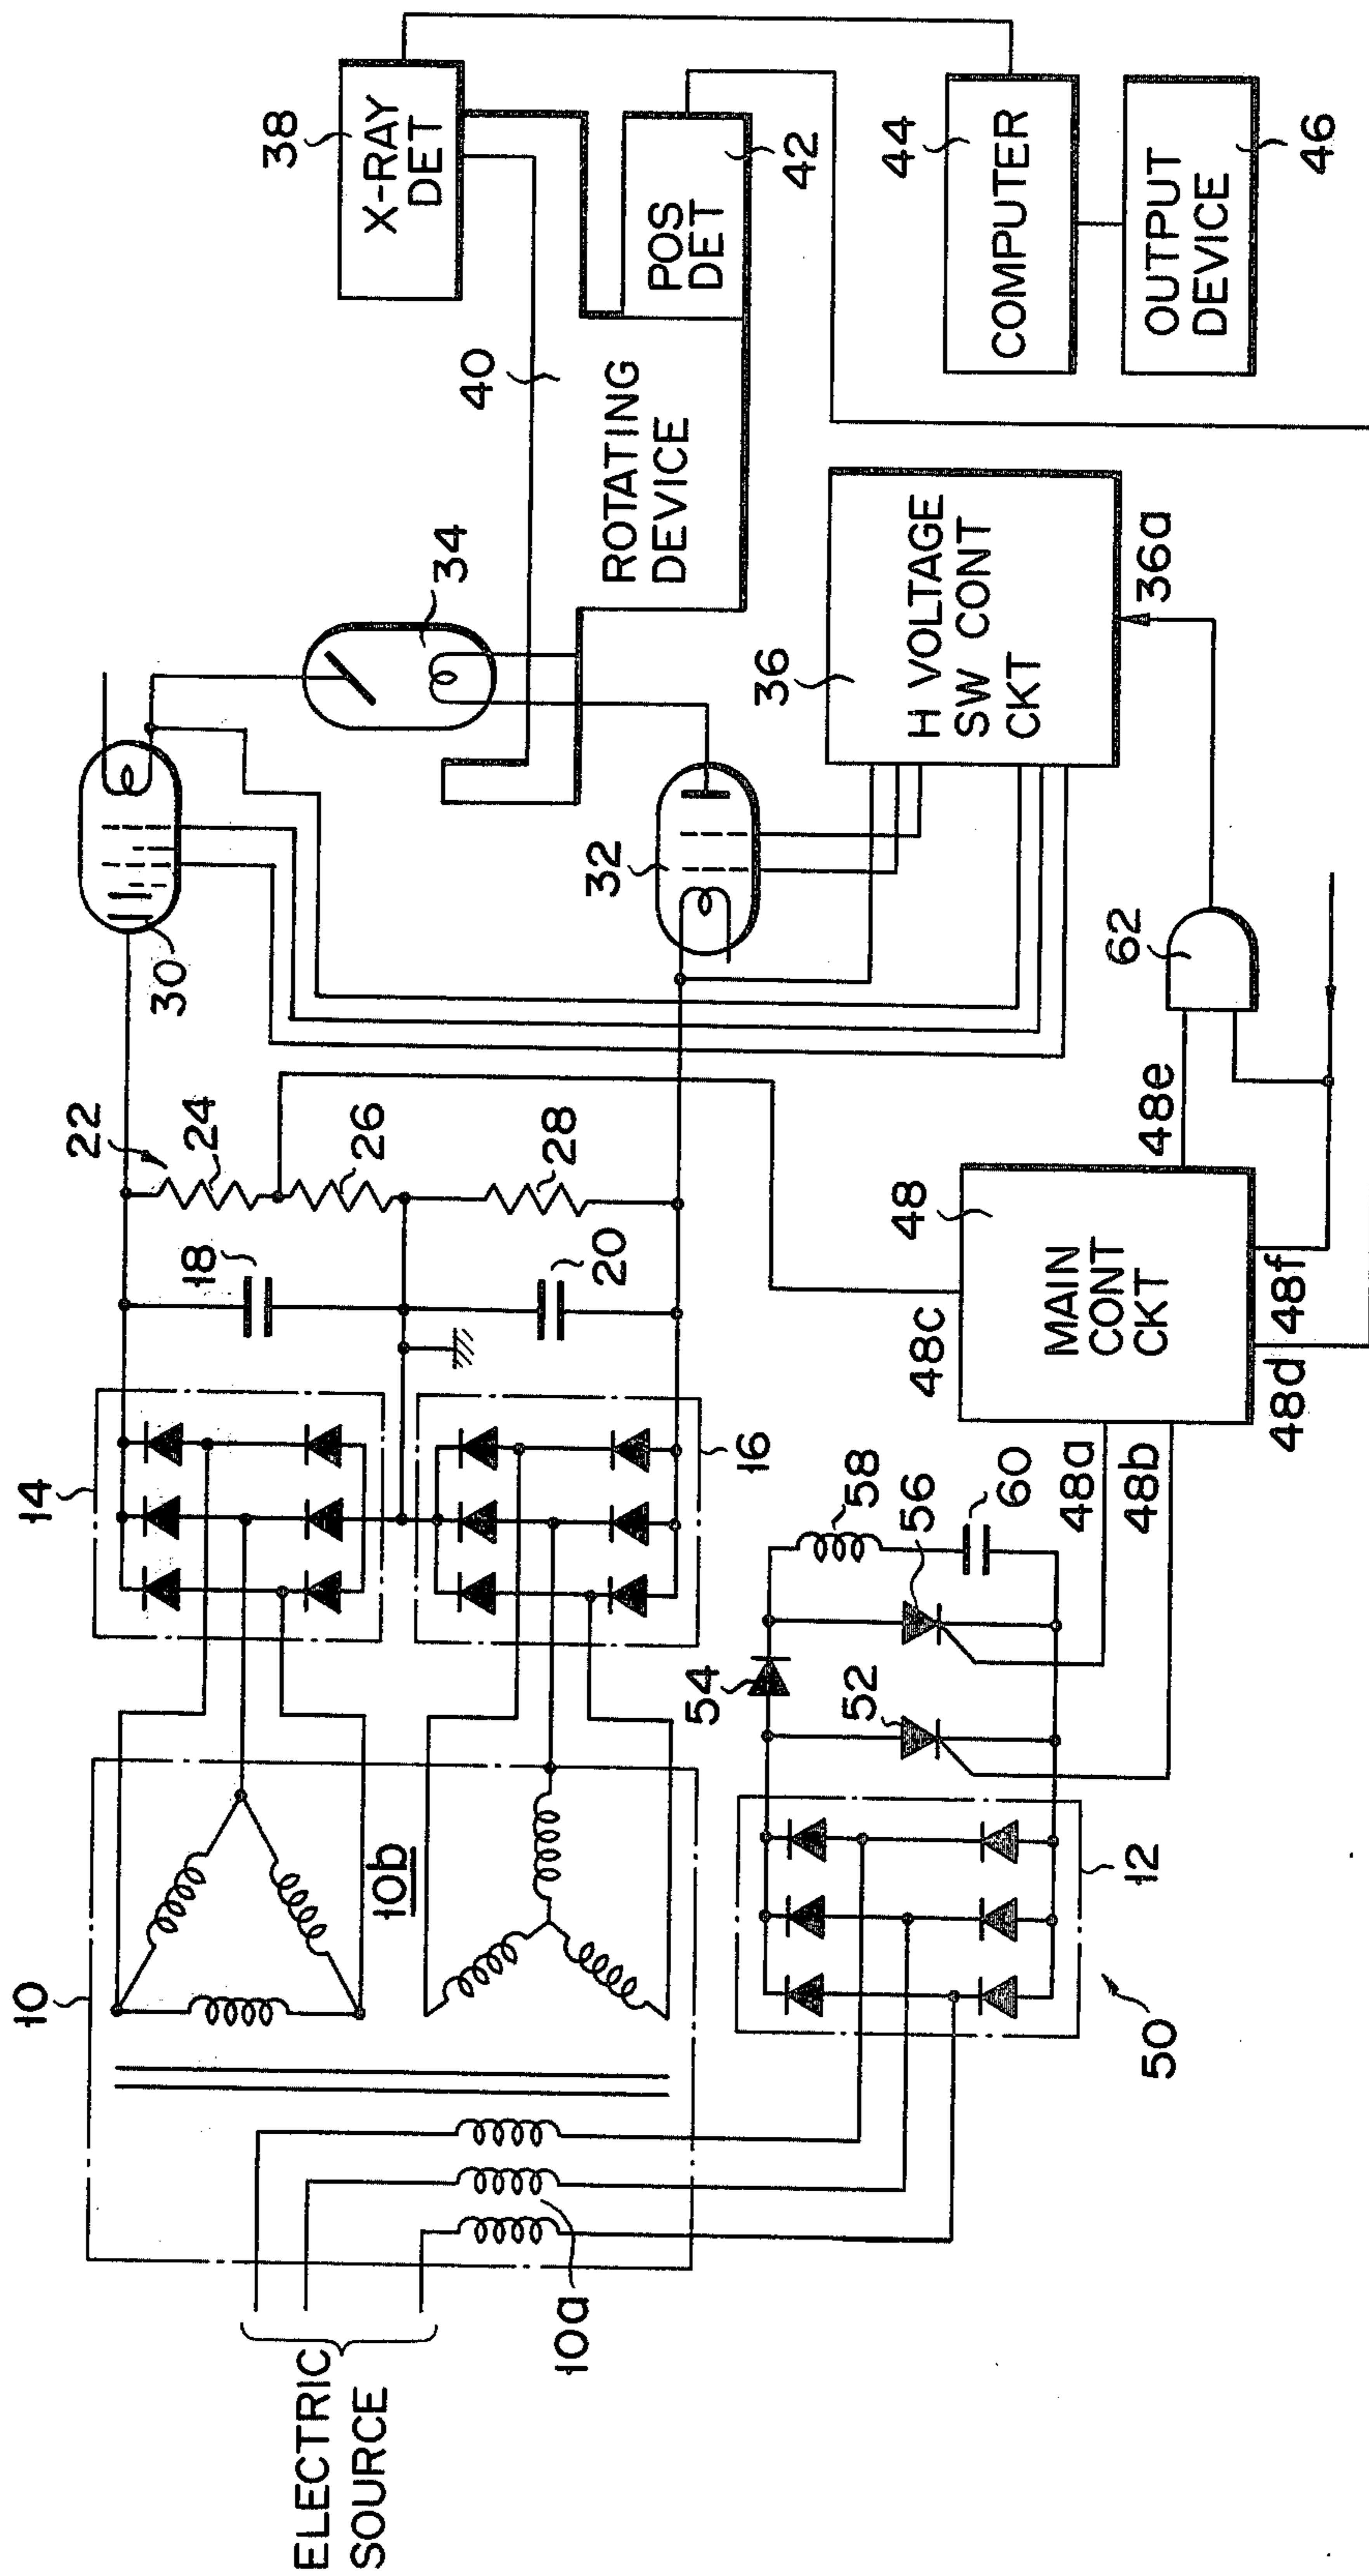 ELECTRIC
SOURCE
10
10a
10b
14
16
18
20
22
24
26
28
30
32
34
36
H VOLTAGE
SW CONT
CKT
36a
38
X-RAY
DET
40
ROTATING
DEVICE
POS
DET
42
44
COMPUTER
OUTPUT
DEVICE
46
12
50
54
52
56
58
60
48a
48b
48c
48
MAIN
CONT
CKT
48d
48f
48e
62